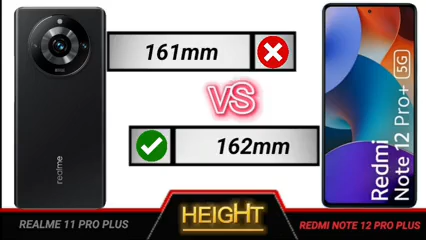 161mm
VS
162mm
realme
Redmi
Note 12 Pro+ 5G
HEIGHT
REALME 11 PRO PLUS
REDMI NOTE 12 PRO PLUS